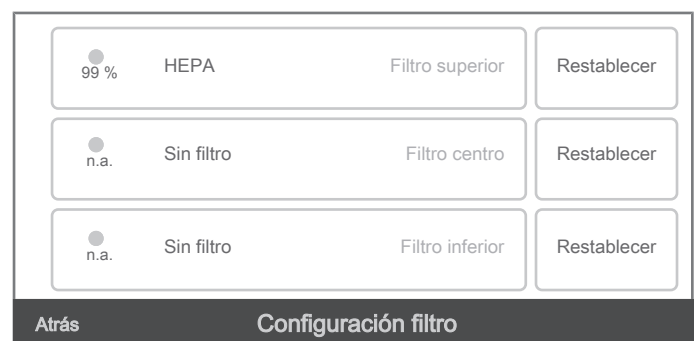 99 %
HEPA
Filtro superior
Restablecer
n.a.
Sin filtro
Filtro centro
Restablecer
n.a.
Sin filtro
Filtro inferior
Restablecer
Atrás
Configuración filtro